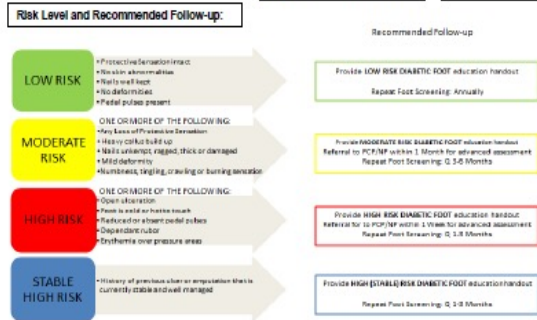 Risk Level and Recommended Follow-up:
Recommended Follow-up
LOW RISK
• Protective Sensation intact
• No skin abnormalities
• Nails well kept
• No deformities
• Pedal pulses present
Provide LOW RISK DIABETIC FOOT education handout
Repeat Foot Screening: Annually
MODERATE
RISK
ONE OR MORE OF THE FOLLOWING:
• Any Loss of Protective Sensation
• Heavy callus build up
• Nails unkempt, ragged, thick or damaged
• Mild deformity
• Numbness, tingling, crawling or burning sensation
Provide MODERATE RISK DIABETIC FOOT education handout
Referral to PCP/NP within 1 Month for advanced assessment
Repeat Foot Screening: Q 3-6 Months
HIGH RISK
ONE OR MORE OF THE FOLLOWING:
• Open ulceration
• Foot is cold or hot to touch
• Reduced or absent pedal pulses
• Dependant rubor
• Erythemia over pressure areas
Provide HIGH RISK DIABETIC FOOT education handout
Referral for to PCP/NP within 1 Week for advanced assessment
Repeat Foot Screening: Q 1-3 Months
STABLE
HIGH RISK
• History of previous ulcer or amputation that is
currently stable and well managed
Provide HIGH (STABLE) RISK DIABETIC FOOT education handout
Repeat Foot Screening: Q 1-3 Months